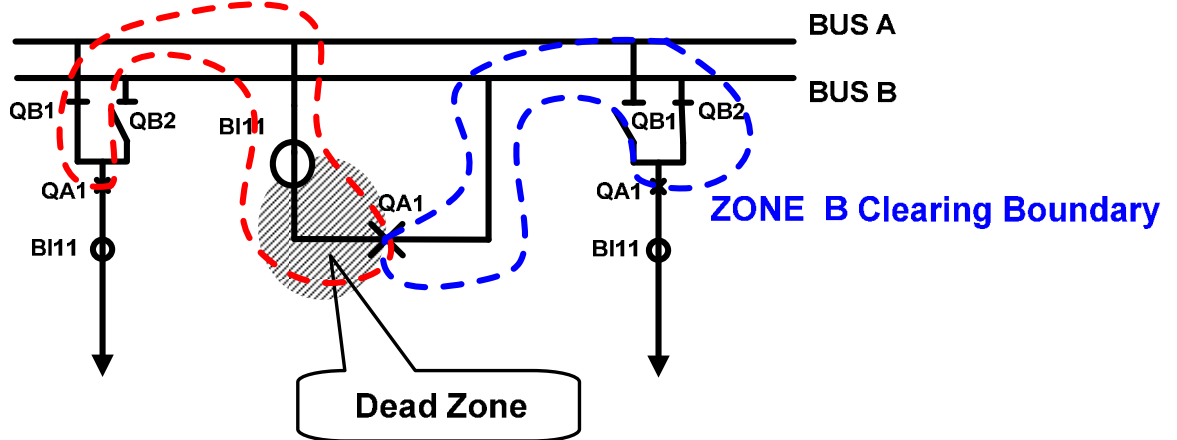 BUS A
BUS B
QB1
QB2
BI11
QB1
QB2
QA1
QA1
QA1
ZONE B Clearing Boundary
BI11
BI11
Dead Zone